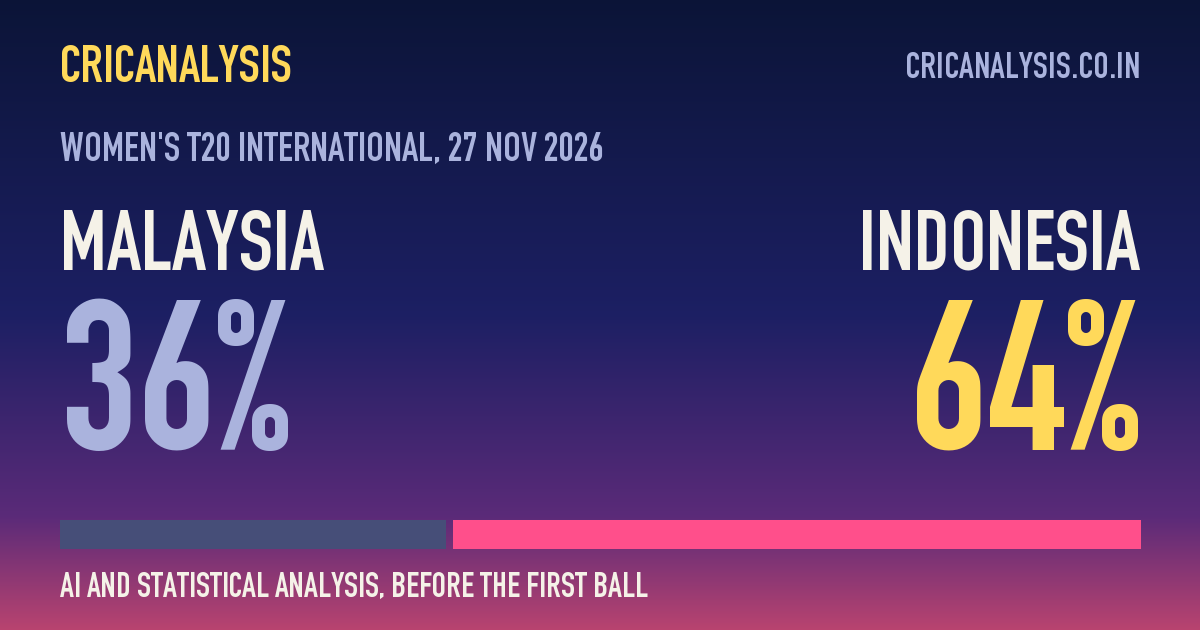 CRICANALYSIS
CRICANALYSIS.CO.IN
WOMEN'S T20 INTERNATIONAL, 27 NOV 2026
MALAYSIA
INDONESIA
36%
64%
AI AND STATISTICAL ANALYSIS, BEFORE THE FIRST BALL